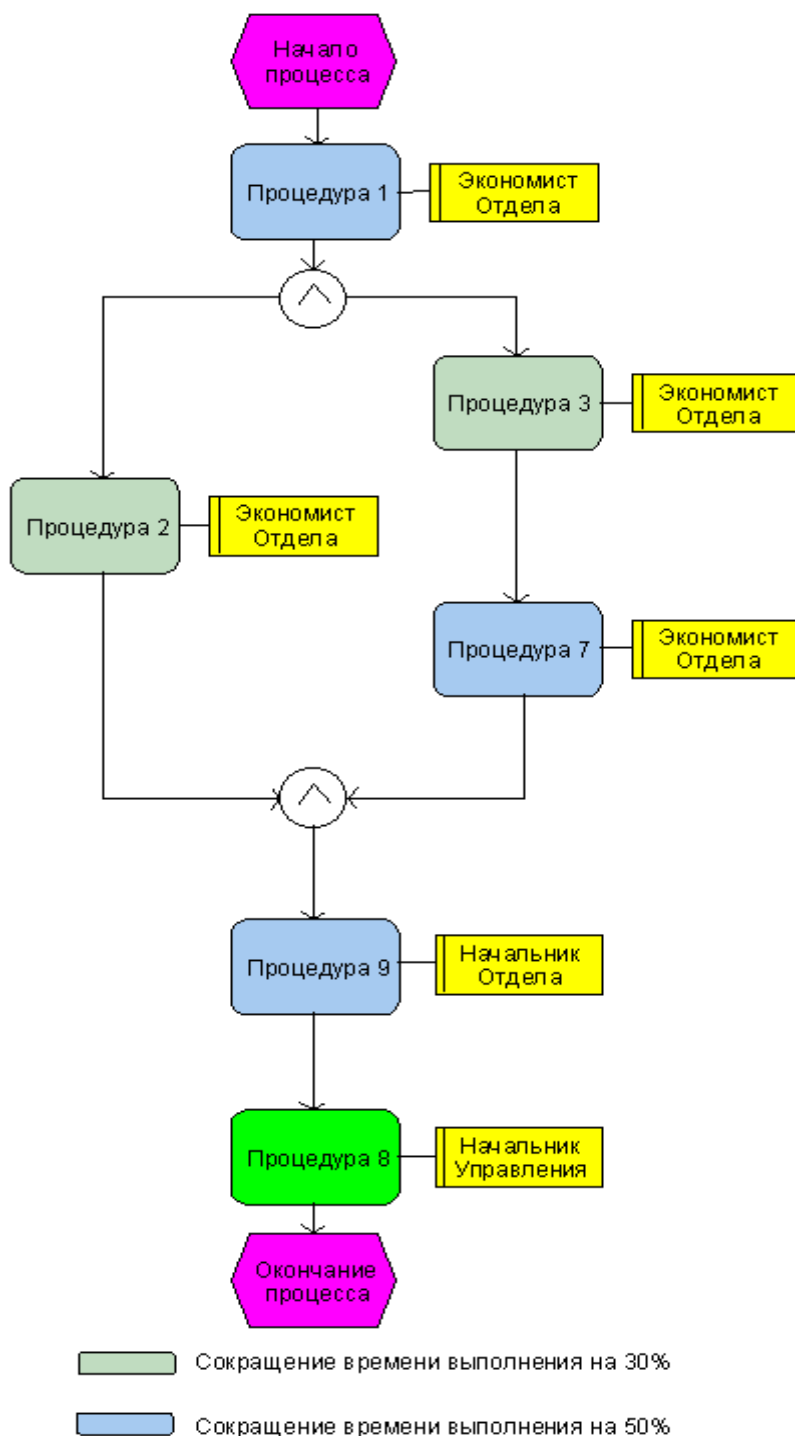 Начало
процесса
Процедура 1
Экономист
Отдела
Процедура 3
Экономист
Отдела
Процедура 2
Экономист
Отдела
Процедура 7
Экономист
Отдела
Процедура 9
Начальник
Отдела
Процедура 8
Начальник
Управления
Окончание
процесса
Сокращение времени выполнения на 30%
Сокращение времени выполнения на 50%